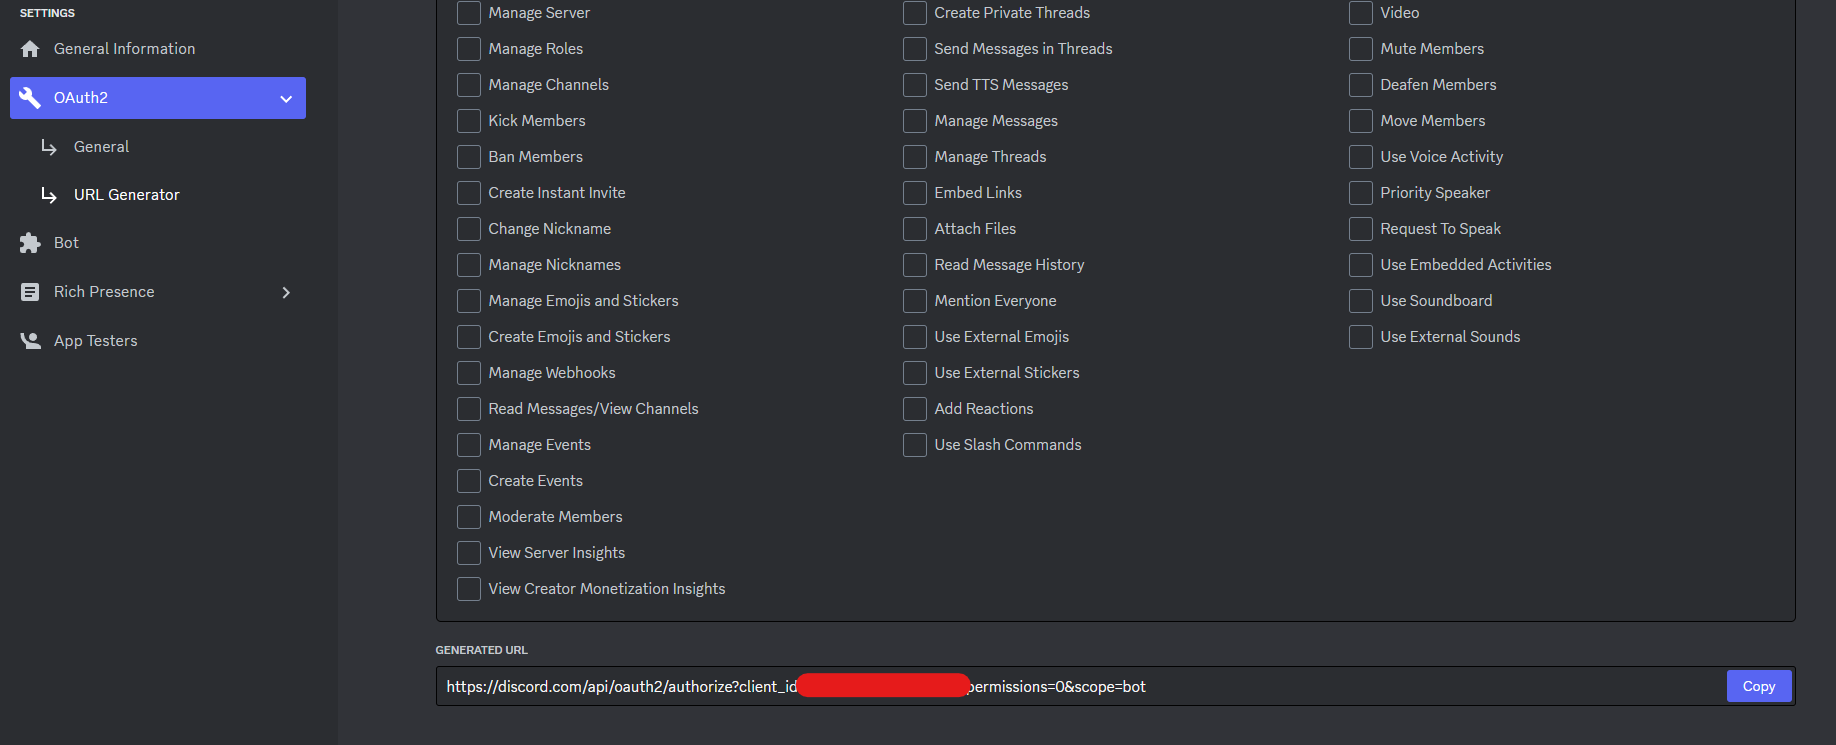 SETTINGS
General Information
OAuth2
General
URL Generator
Bot
Rich Presence
App Testers
Manage Server
Manage Roles
Manage Channels
Kick Members
Ban Members
Create Instant Invite
Change Nickname
Manage Nicknames
Manage Emojis and Stickers
Create Emojis and Stickers
Manage Webhooks
Read Messages/View Channels
Manage Events
Create Events
Moderate Members
View Server Insights
View Creator Monetization Insights
Create Private Threads
Send Messages in Threads
Send TTS Messages
Manage Messages
Manage Threads
Embed Links
Attach Files
Read Message History
Mention Everyone
Use External Emojis
Use External Stickers
Add Reactions
Use Slash Commands
Video
Mute Members
Deafen Members
Move Members
Use Voice Activity
Priority Speaker
Request To Speak
Use Embedded Activities
Use Soundboard
Use External Sounds
GENERATED URL
https://discord.com/api/oauth2/authorize?client_id permissions=0&scope=bot
Copy